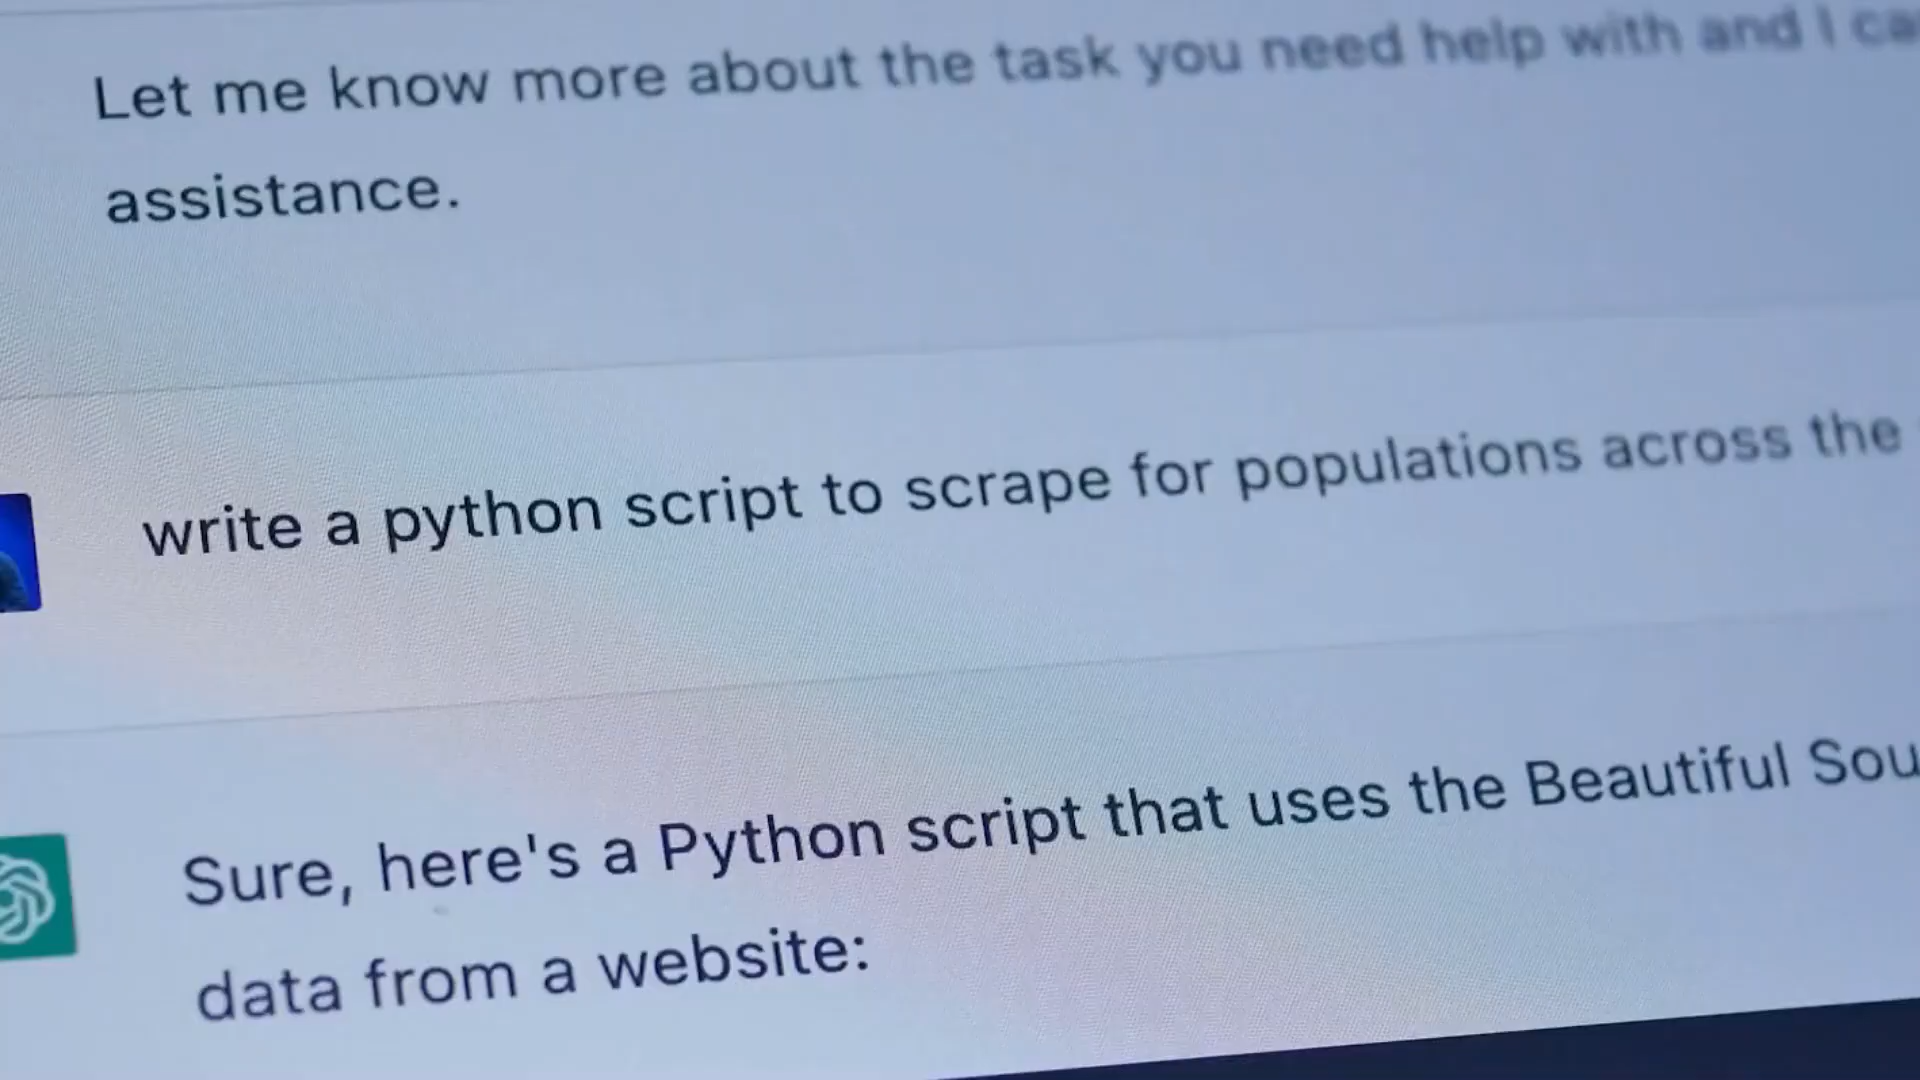 Let me know more about the task you need help with and I
assistance.
write a python script to scrape for populations across the
Sure, here's a Python script that uses the Beautiful
data from a website: